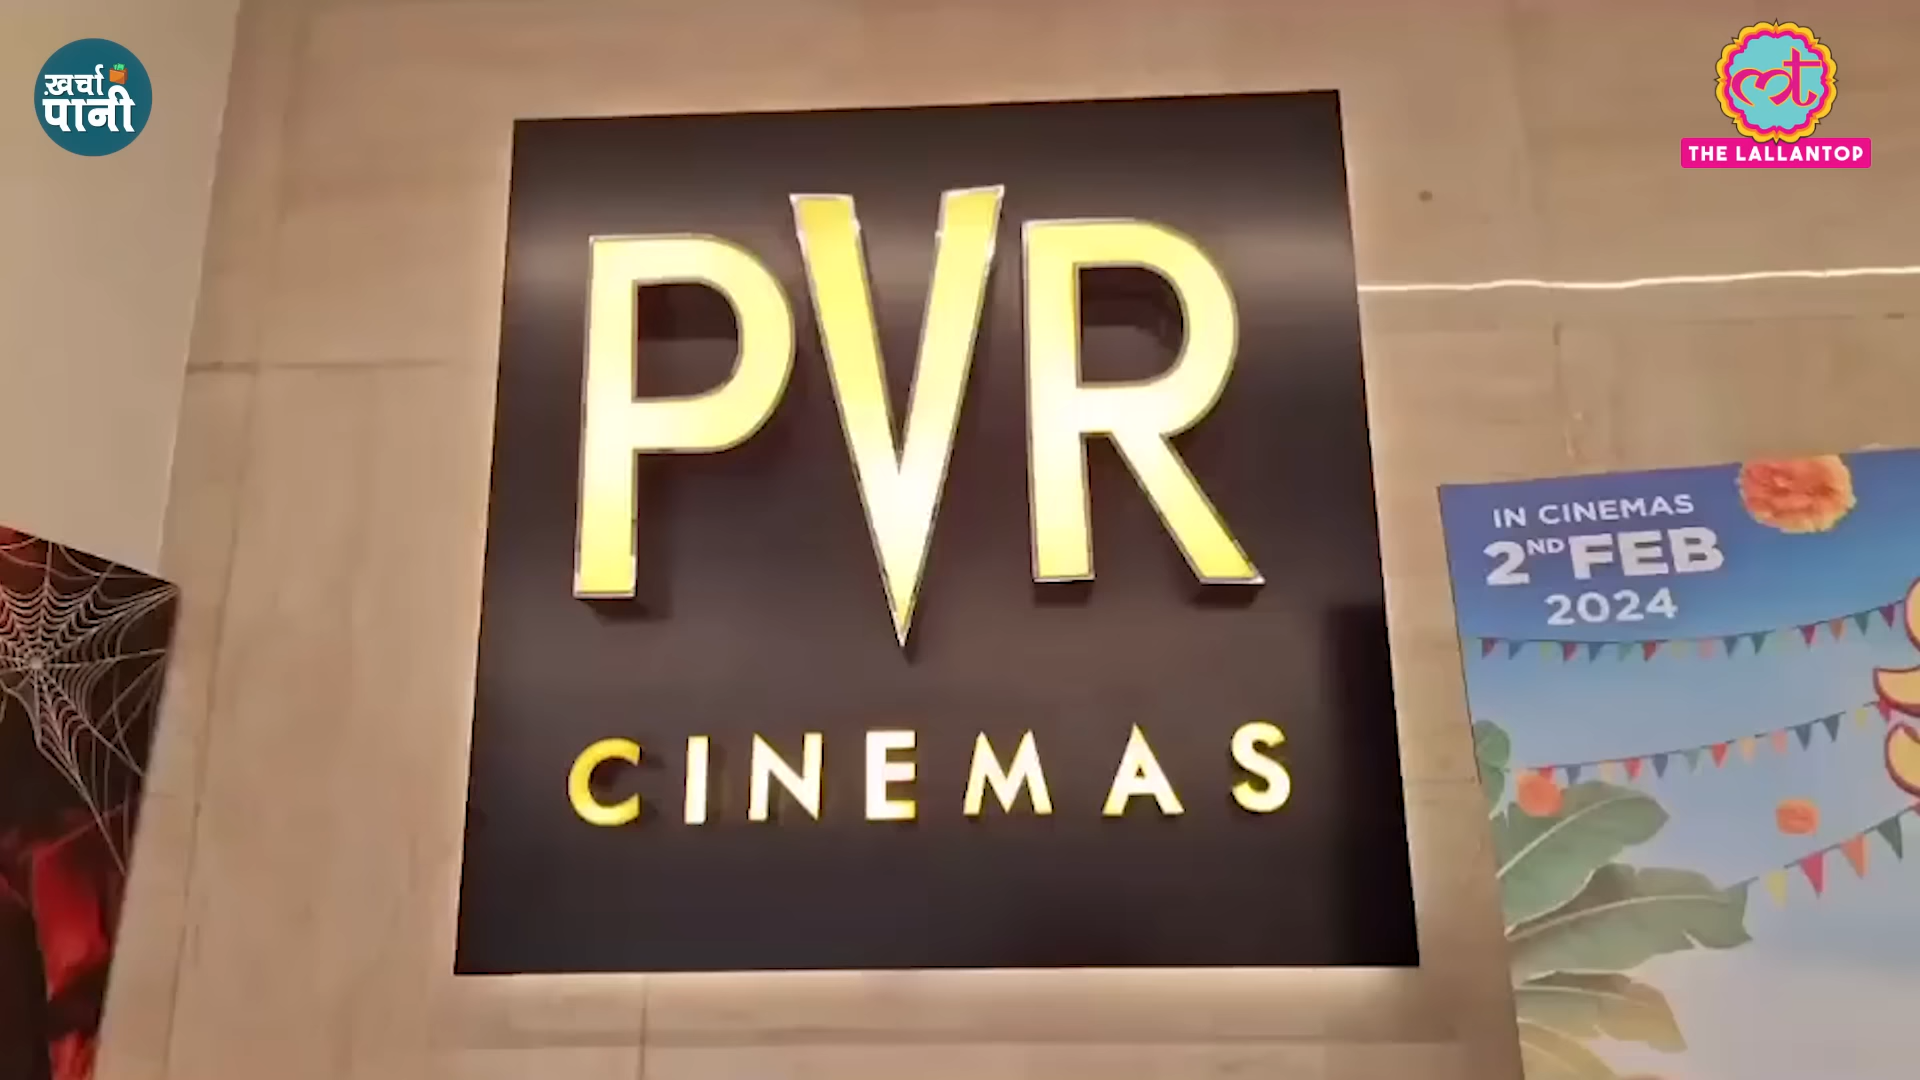 ख़र्चा
पानी
THE LALLANTOP
PVR
CINEMAS
IN CINEMAS
2ND FEB
2024